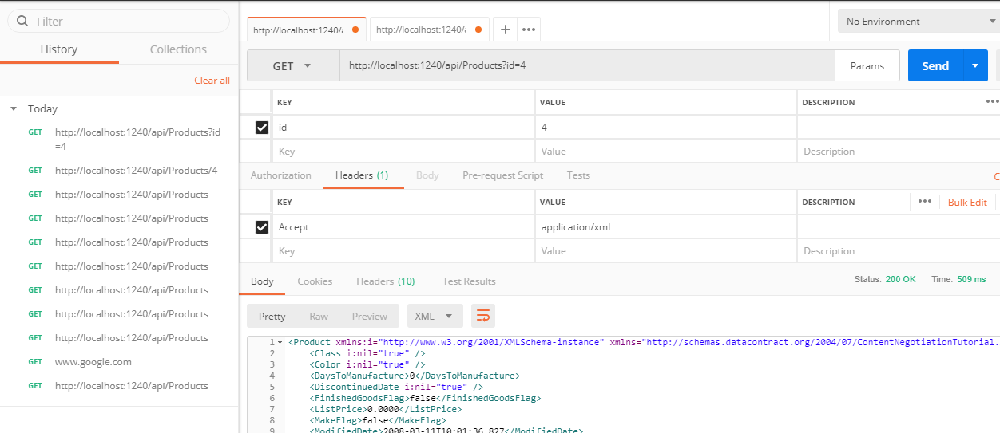 Filter
History Collections
Clear all
Today
GET http://localhost:1240/api/Products?id
=4
GET http://localhost:1240/api/Products/4
GET http://localhost:1240/api/Products
GET http://localhost:1240/api/Products
GET http://localhost:1240/api/Products
GET http://localhost:1240/api/Products
GET http://localhost:1240/api/Products
GET http://localhost:1240/api/Products
GET http://localhost:1240/api/Products
GET www.google.com
GET http://localhost:1240/api/Products
http://localhost:1240/a http://localhost:1240/a + ••• No Environment
GET http://localhost:1240/api/Products?id=4 Params Send
KEY VALUE DESCRIPTION •••
id 4
Key Value Description
Authorization Headers (1) Body Pre-request Script Tests C
KEY VALUE DESCRIPTION ••• Bulk Edit
Accept application/xml
Key Value Description
Body Cookies Headers (10) Test Results Status: 200 OK Time: 509 ms
Pretty Raw Preview XML
1 <Product xmlns:i="http://www.w3.org/2001/XMLSchema-instance" xmlns="http://schemas.datacontract.org/2004/07/ContentNegotiationTutorial.
2 <Class i:nil="true" />
3 <Color i:nil="true" />
4 <DaysToManufacture>0</DaysToManufacture>
5 <DiscontinuedDate i:nil="true" />
6 <FinishedGoodsFlag>false</FinishedGoodsFlag>
7 <ListPrice>0.0000</ListPrice>
8 <MakeFlag>false</MakeFlag>
9 <ModifiedDate>2008-03-11T10:01:36.827</ModifiedDate>